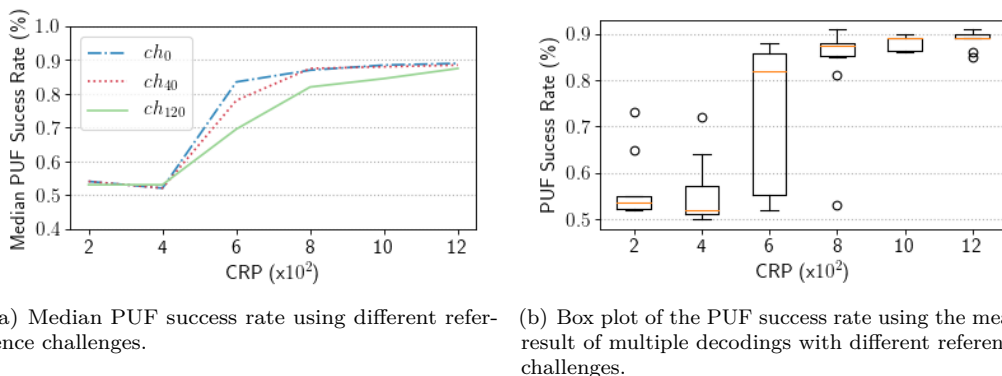 1.0
0.9
0.8
0.7
0.6
0.5
0.4
Median PUF Sucess Rate (%)
ch0
ch40
ch120
2 4 6 8 10 12
CRP (x10²)
0.9
0.8
0.7
0.6
0.5
PUF Sucess Rate (%)
2 4 6 8 10 12
CRP (x10²)
a) Median PUF success rate using different refer-
ence challenges.
(b) Box plot of the PUF success rate using the mea
result of multiple decodings with different referen
challenges.